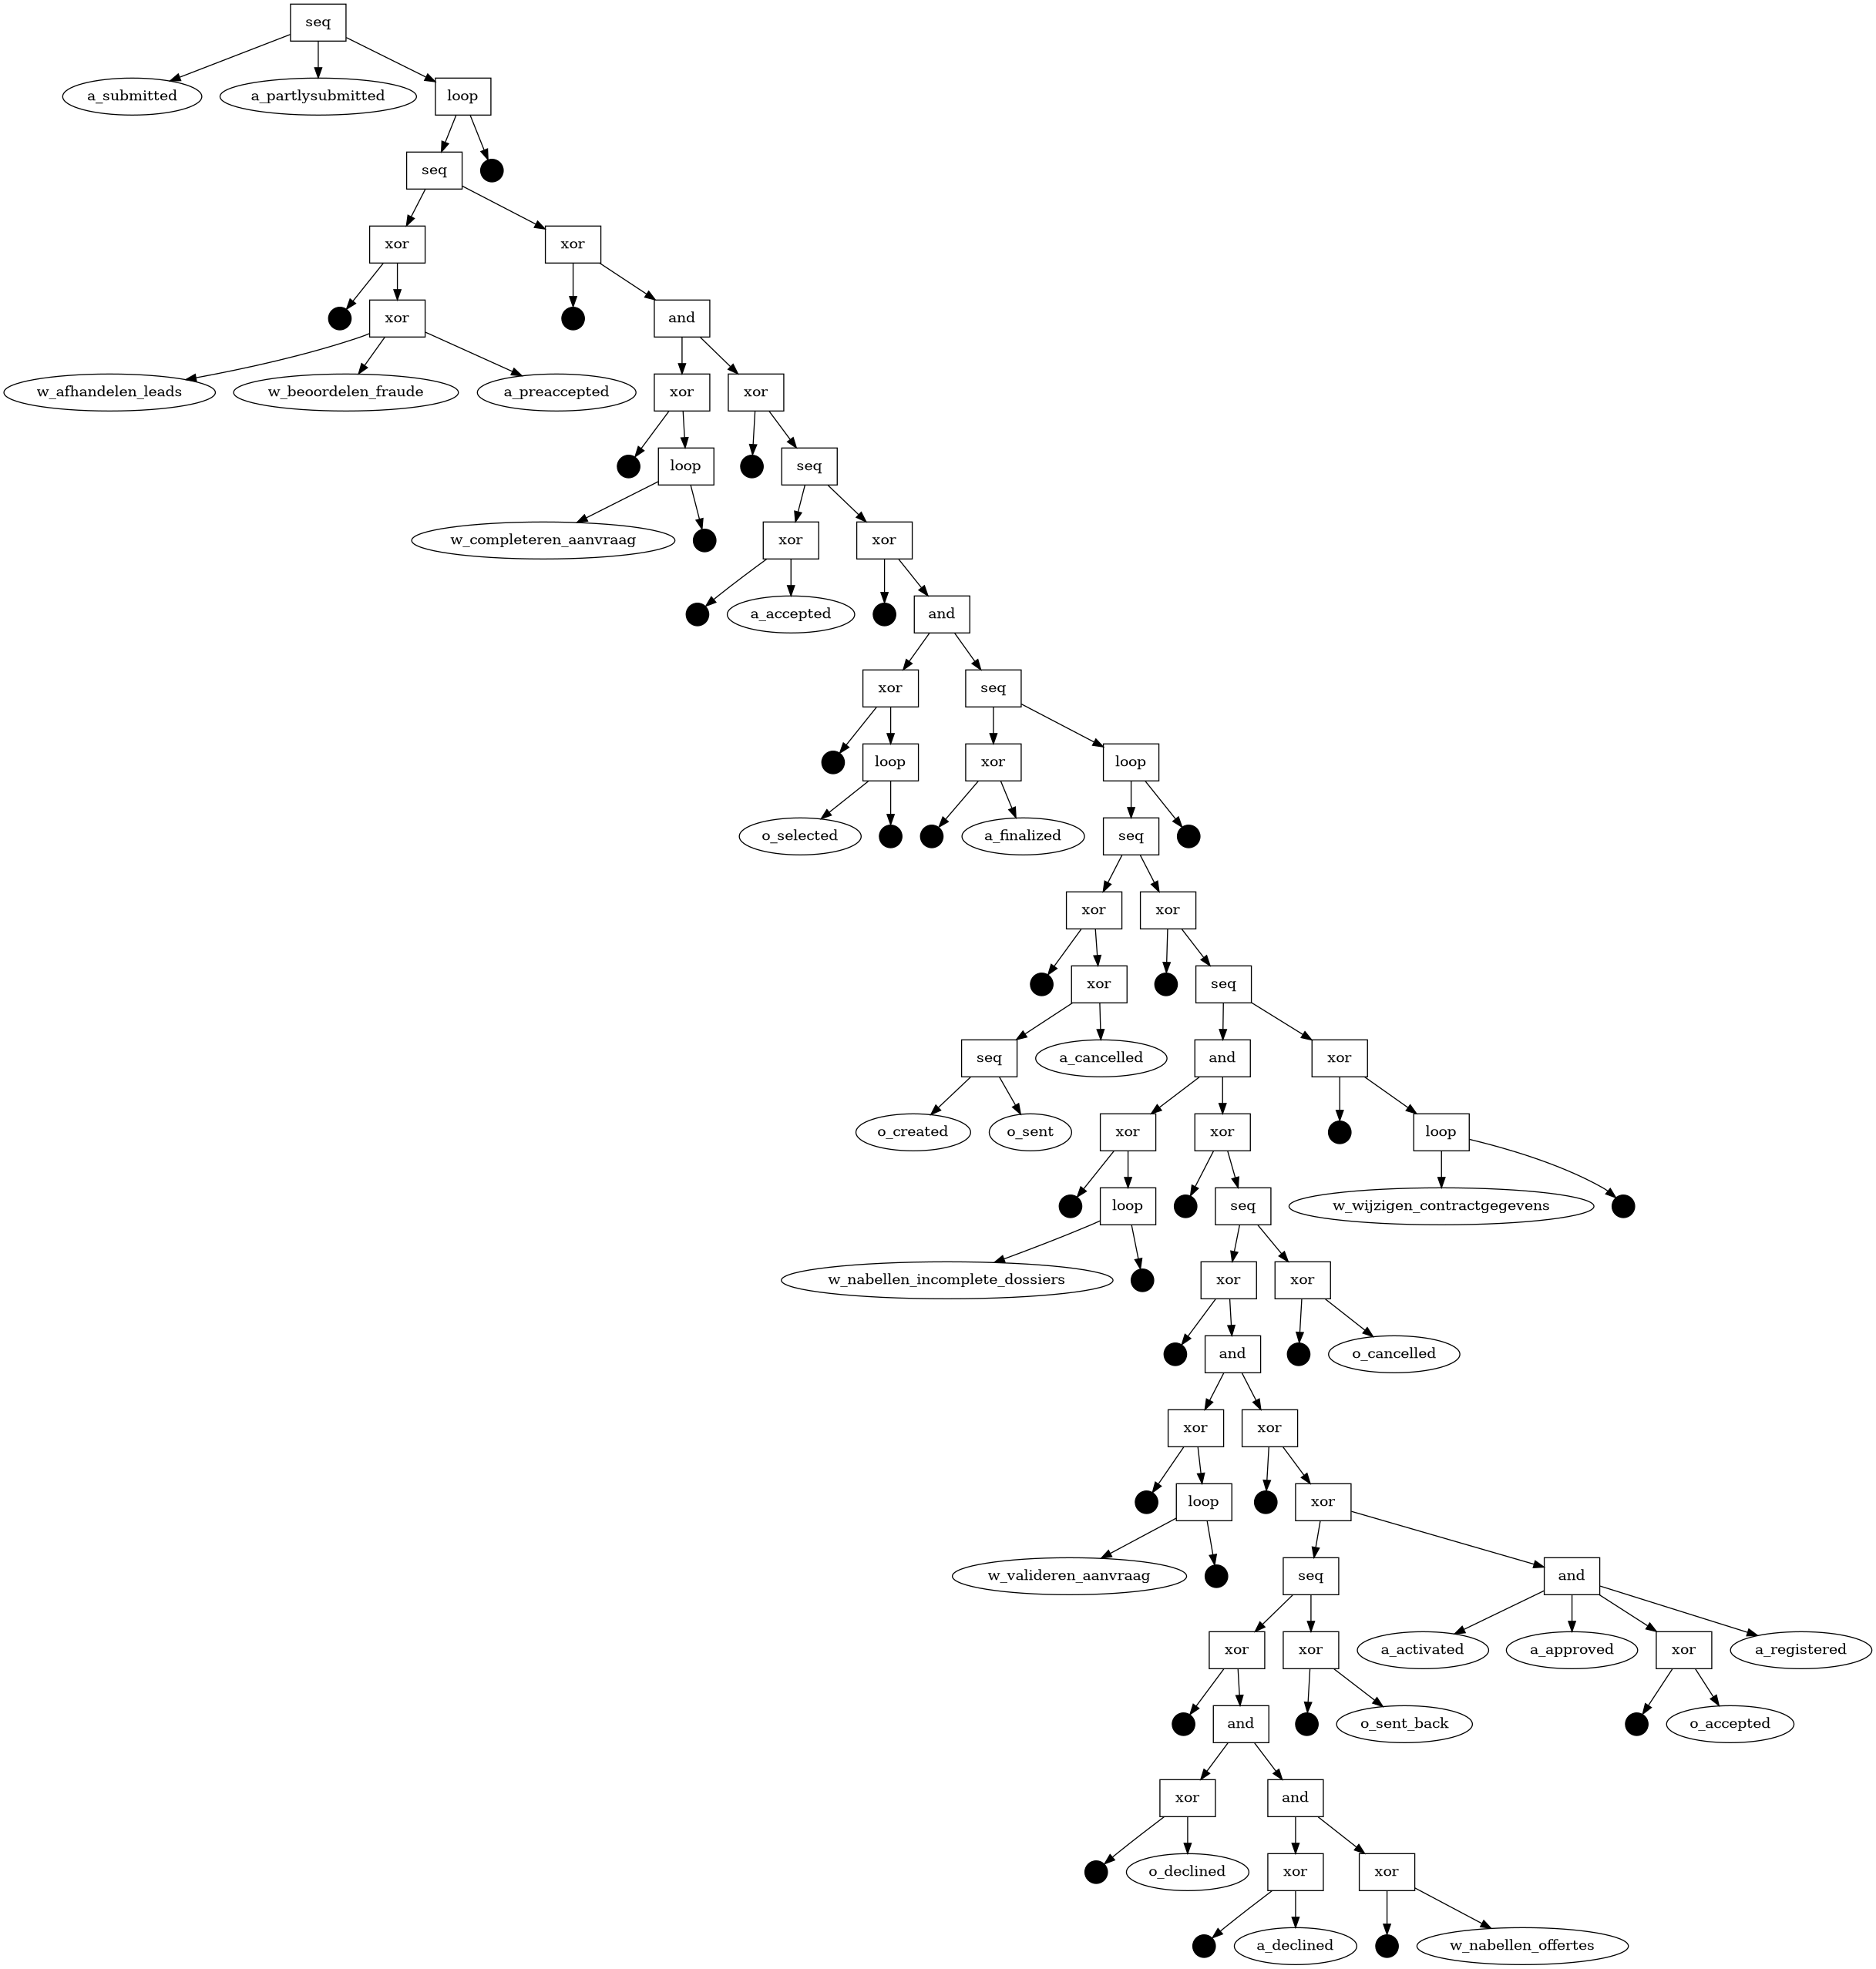 seq
a_submitted a_partlysubmitted loop
seq
xor xor
xor and
w_afhandelen_leads w_beoordelen_fraude a_preaccepted xor xor
loop seq
w_completeren_aanvraag xor xor
a_accepted and
xor seq
loop xor loop
o_selected a_finalized seq
xor xor
xor seq
seq a_cancelled and xor
o_created o_sent xor xor loop
loop seq w_wijzigen_contractgegevens
w_nabellen_incomplete_dossiers xor xor
and o_cancelled
xor xor
loop xor
w_valideren_aanvraag seq and
xor xor a_activated a_approved xor a_registered
and o_sent_back o_accepted
xor and
o_declined xor xor
a_declined w_nabellen_offertes